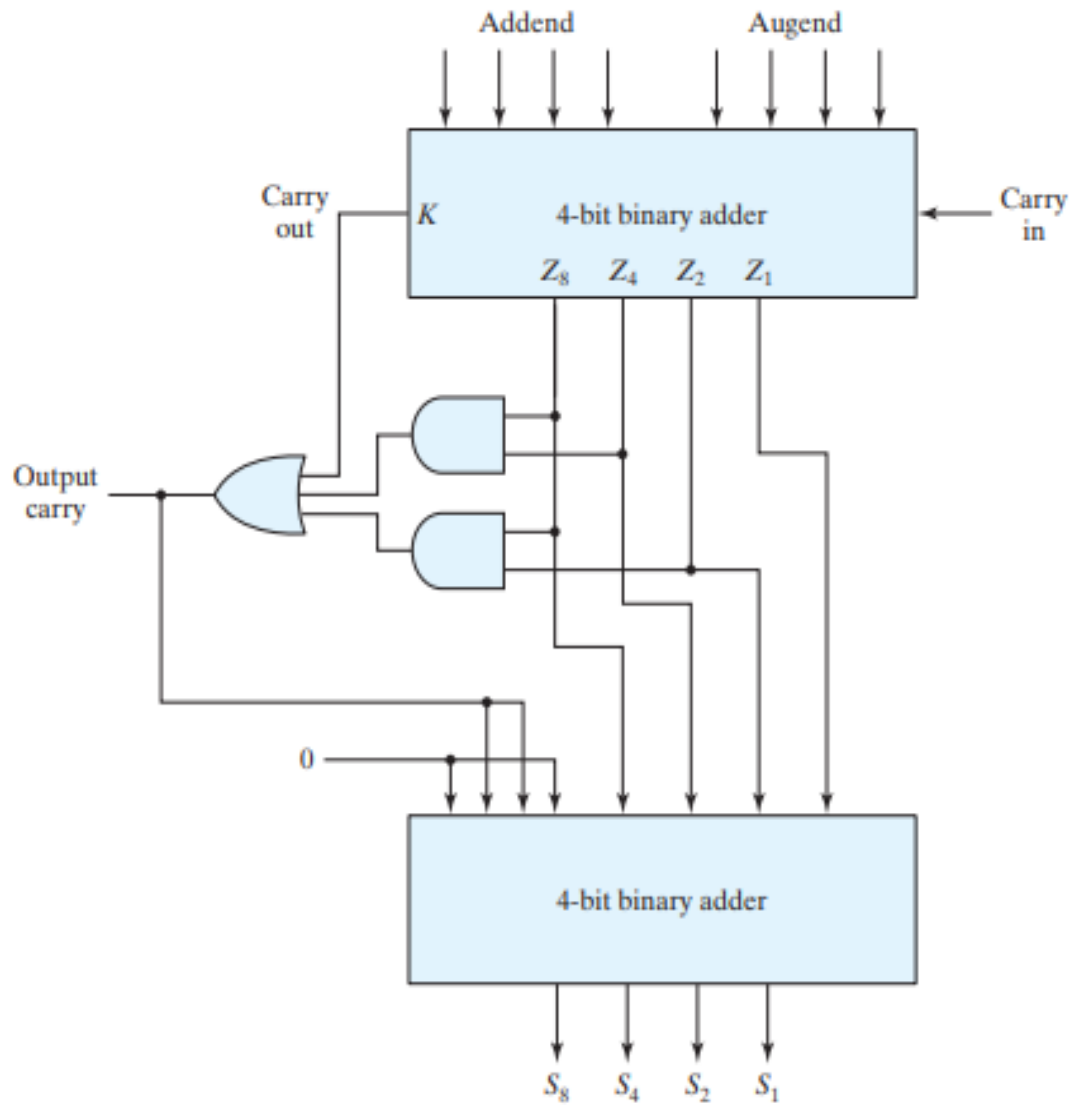 Addend Augend
Carry out
K
4-bit binary adder
Carry in
Z₈ Z₄ Z₂ Z₁
Output carry
0
4-bit binary adder
S₈ S₄ S₂ S₁